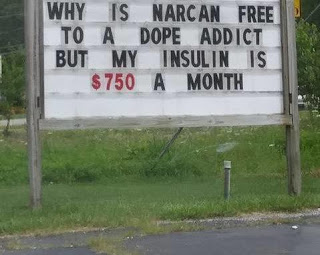 WHY IS NARCAN FREE
TO A DOPE ADDICT
BUT MY INSULIN IS
$750 A MONTH